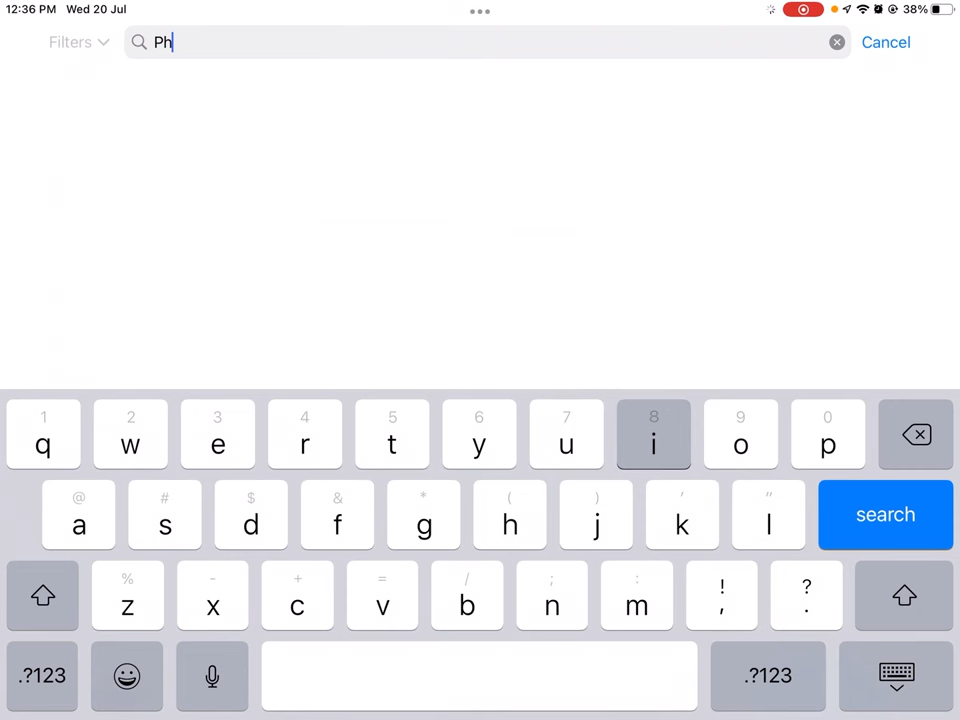 12:36 PM Wed 20 Jul 38%
Filters Ph Cancel
1 2 3 4 5 6 7 8 9 0
q w e r t y u i o p
@ # $ & * ( ) ' "
a s d f g h j k l search
% - + = / ; : ! ?
z x c v b n m , .
.?123 .?123